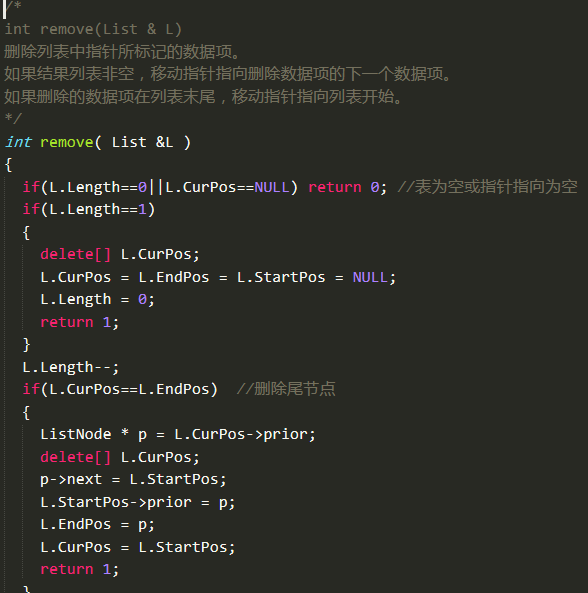 /*
int remove(List & L)
删除列表中指针所标记的数据项。
如果结果列表非空，移动指针指向删除数据项的下一个数据项。
如果删除的数据项在列表末尾，移动指针指向列表开始。
*/
int remove( List &L )
{
if(L.Length==0||L.CurPos==NULL) return 0; //表为空或指针指向为空
if(L.Length==1)
{
delete[] L.CurPos;
L.CurPos = L.EndPos = L.StartPos = NULL;
L.Length = 0;
return 1;
}
L.Length--;
if(L.CurPos==L.EndPos) //删除尾节点
{
ListNode * p = L.CurPos->prior;
delete[] L.CurPos;
p->next = L.StartPos;
L.StartPos->prior = p;
L.EndPos = p;
L.CurPos = L.StartPos;
return 1;
}